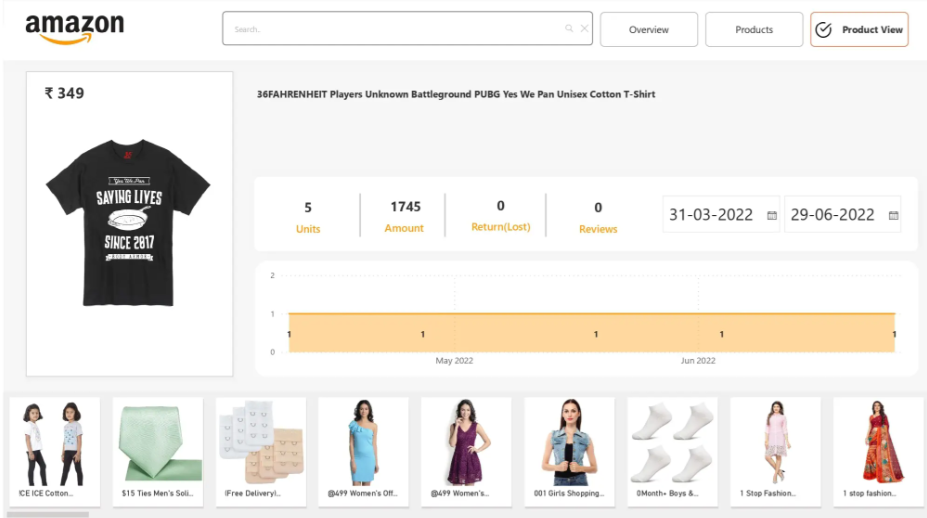 amazon
Search..
Overview
Products
Product View
₹ 349
36FAHRENHEIT Players Unknown Battleground PUBG Yes We Pan Unisex Cotton T-Shirt
Yes We Pan
SAVING LIVES
SINCE 2017
5
Units
1745
Amount
0
Return(Lost)
0
Reviews
31-03-2022
29-06-2022
2
1
0
1
1
1
1
1
May 2022
Jun 2022
!CE ICE Cotton...
$15 Ties Men's Soli...
(Free Delivery)...
@499 Women's Off...
@499 Women's...
001 Girls Shopping...
0Month+ Boys &...
1 Stop Fashion...
1 stop fashion...